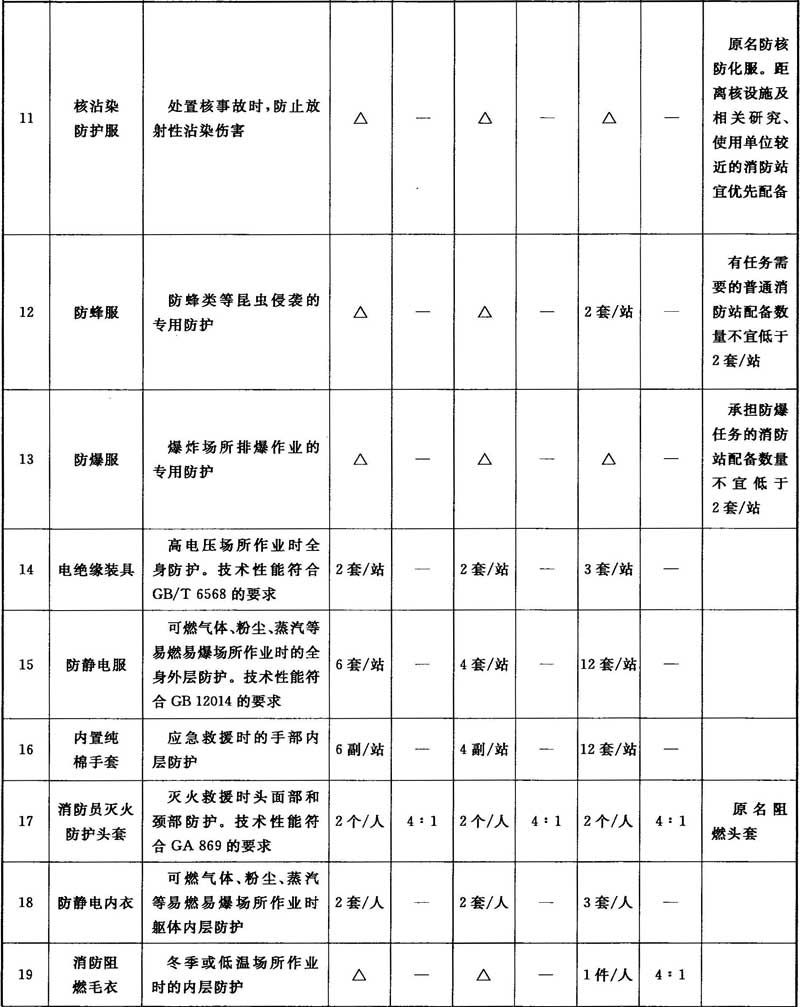 原名防核
防化服。距
离核设施及
相关研究、
使用单位较
近的消防站
宜优先配备
11
核沾染
防护服
处置核事故时，防止放
射性沾染伤害
△ — △ — △ —
有任务需
要的普通消
防站配备数
量不宜低于
2套/站
12
防蜂服
防蜂类等昆虫侵袭的
专用防护
△ — △ — 2套/站 —
承担防爆
任务的消防
站配备数量
不宜低于
2套/站
13
防爆服
爆炸场所排爆作业的
专用防护
△ — △ — △ —
14
电绝缘装具
高电压场所作业时全
身防护。技术性能符合
GB/T 6568的要求
2套/站 — 2套/站 — 3套/站 —
15
防静电服
可燃气体、粉尘、蒸汽等
易燃易爆场所作业时的全
身外层防护。技术性能符
合GB 12014的要求
6套/站 — 4套/站 — 12套/站 —
16
内置纯
棉手套
应急救援时的手部内
层防护
6副/站 — 4副/站 — 12套/站 —
17
消防员灭火
防护头套
灭火救援时头面部和
颈部防护。技术性能符
合GA 869的要求
2个/人 4∶1 2个/人 4∶1 2个/人 4∶1
原名阻
燃头套
18
防静电内衣
可燃气体、粉尘、蒸汽
等易燃易爆场所作业时
躯体内层防护
2套/人 — 2套/人 — 3套/人 —
19
消防阻
燃毛衣
冬季或低温场所作业
时的内层防护
△ — △ — 1件/人 4∶1